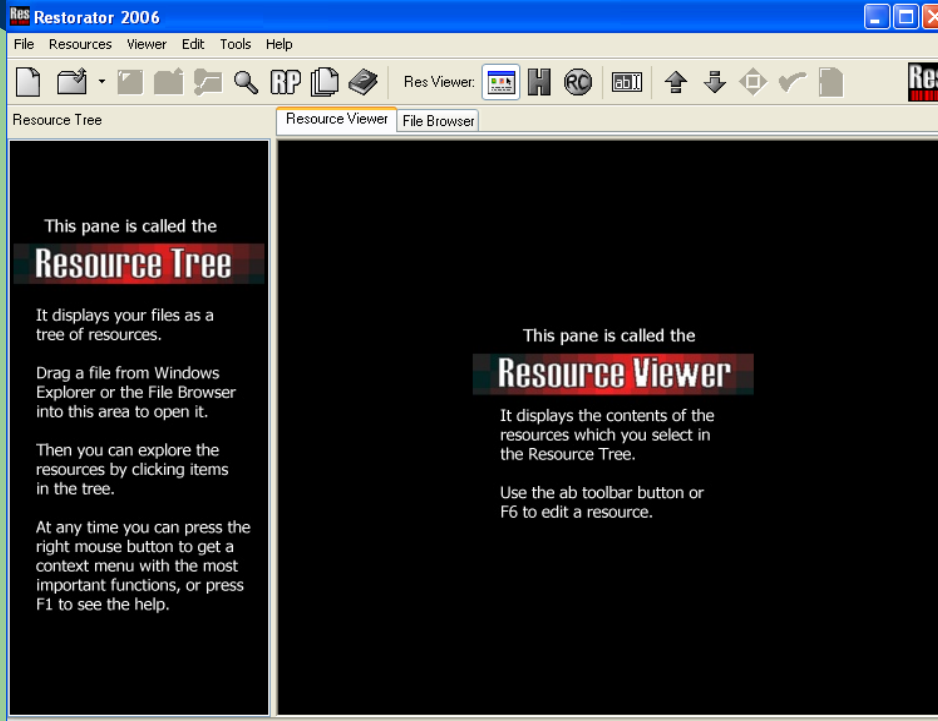 Res Restorator 2006
File Resources Viewer Edit Tools Help
RP Res Viewer: H RC abI Res
Resource Tree
Resource Viewer File Browser
This pane is called the
Resource Tree
It displays your files as a
tree of resources.
Drag a file from Windows
Explorer or the File Browser
into this area to open it.
Then you can explore the
resources by clicking items
in the tree.
At any time you can press the
right mouse button to get a
context menu with the most
important functions, or press
F1 to see the help.
This pane is called the
Resource Viewer
It displays the contents of the
resources which you select in
the Resource Tree.
Use the ab toolbar button or
F6 to edit a resource.